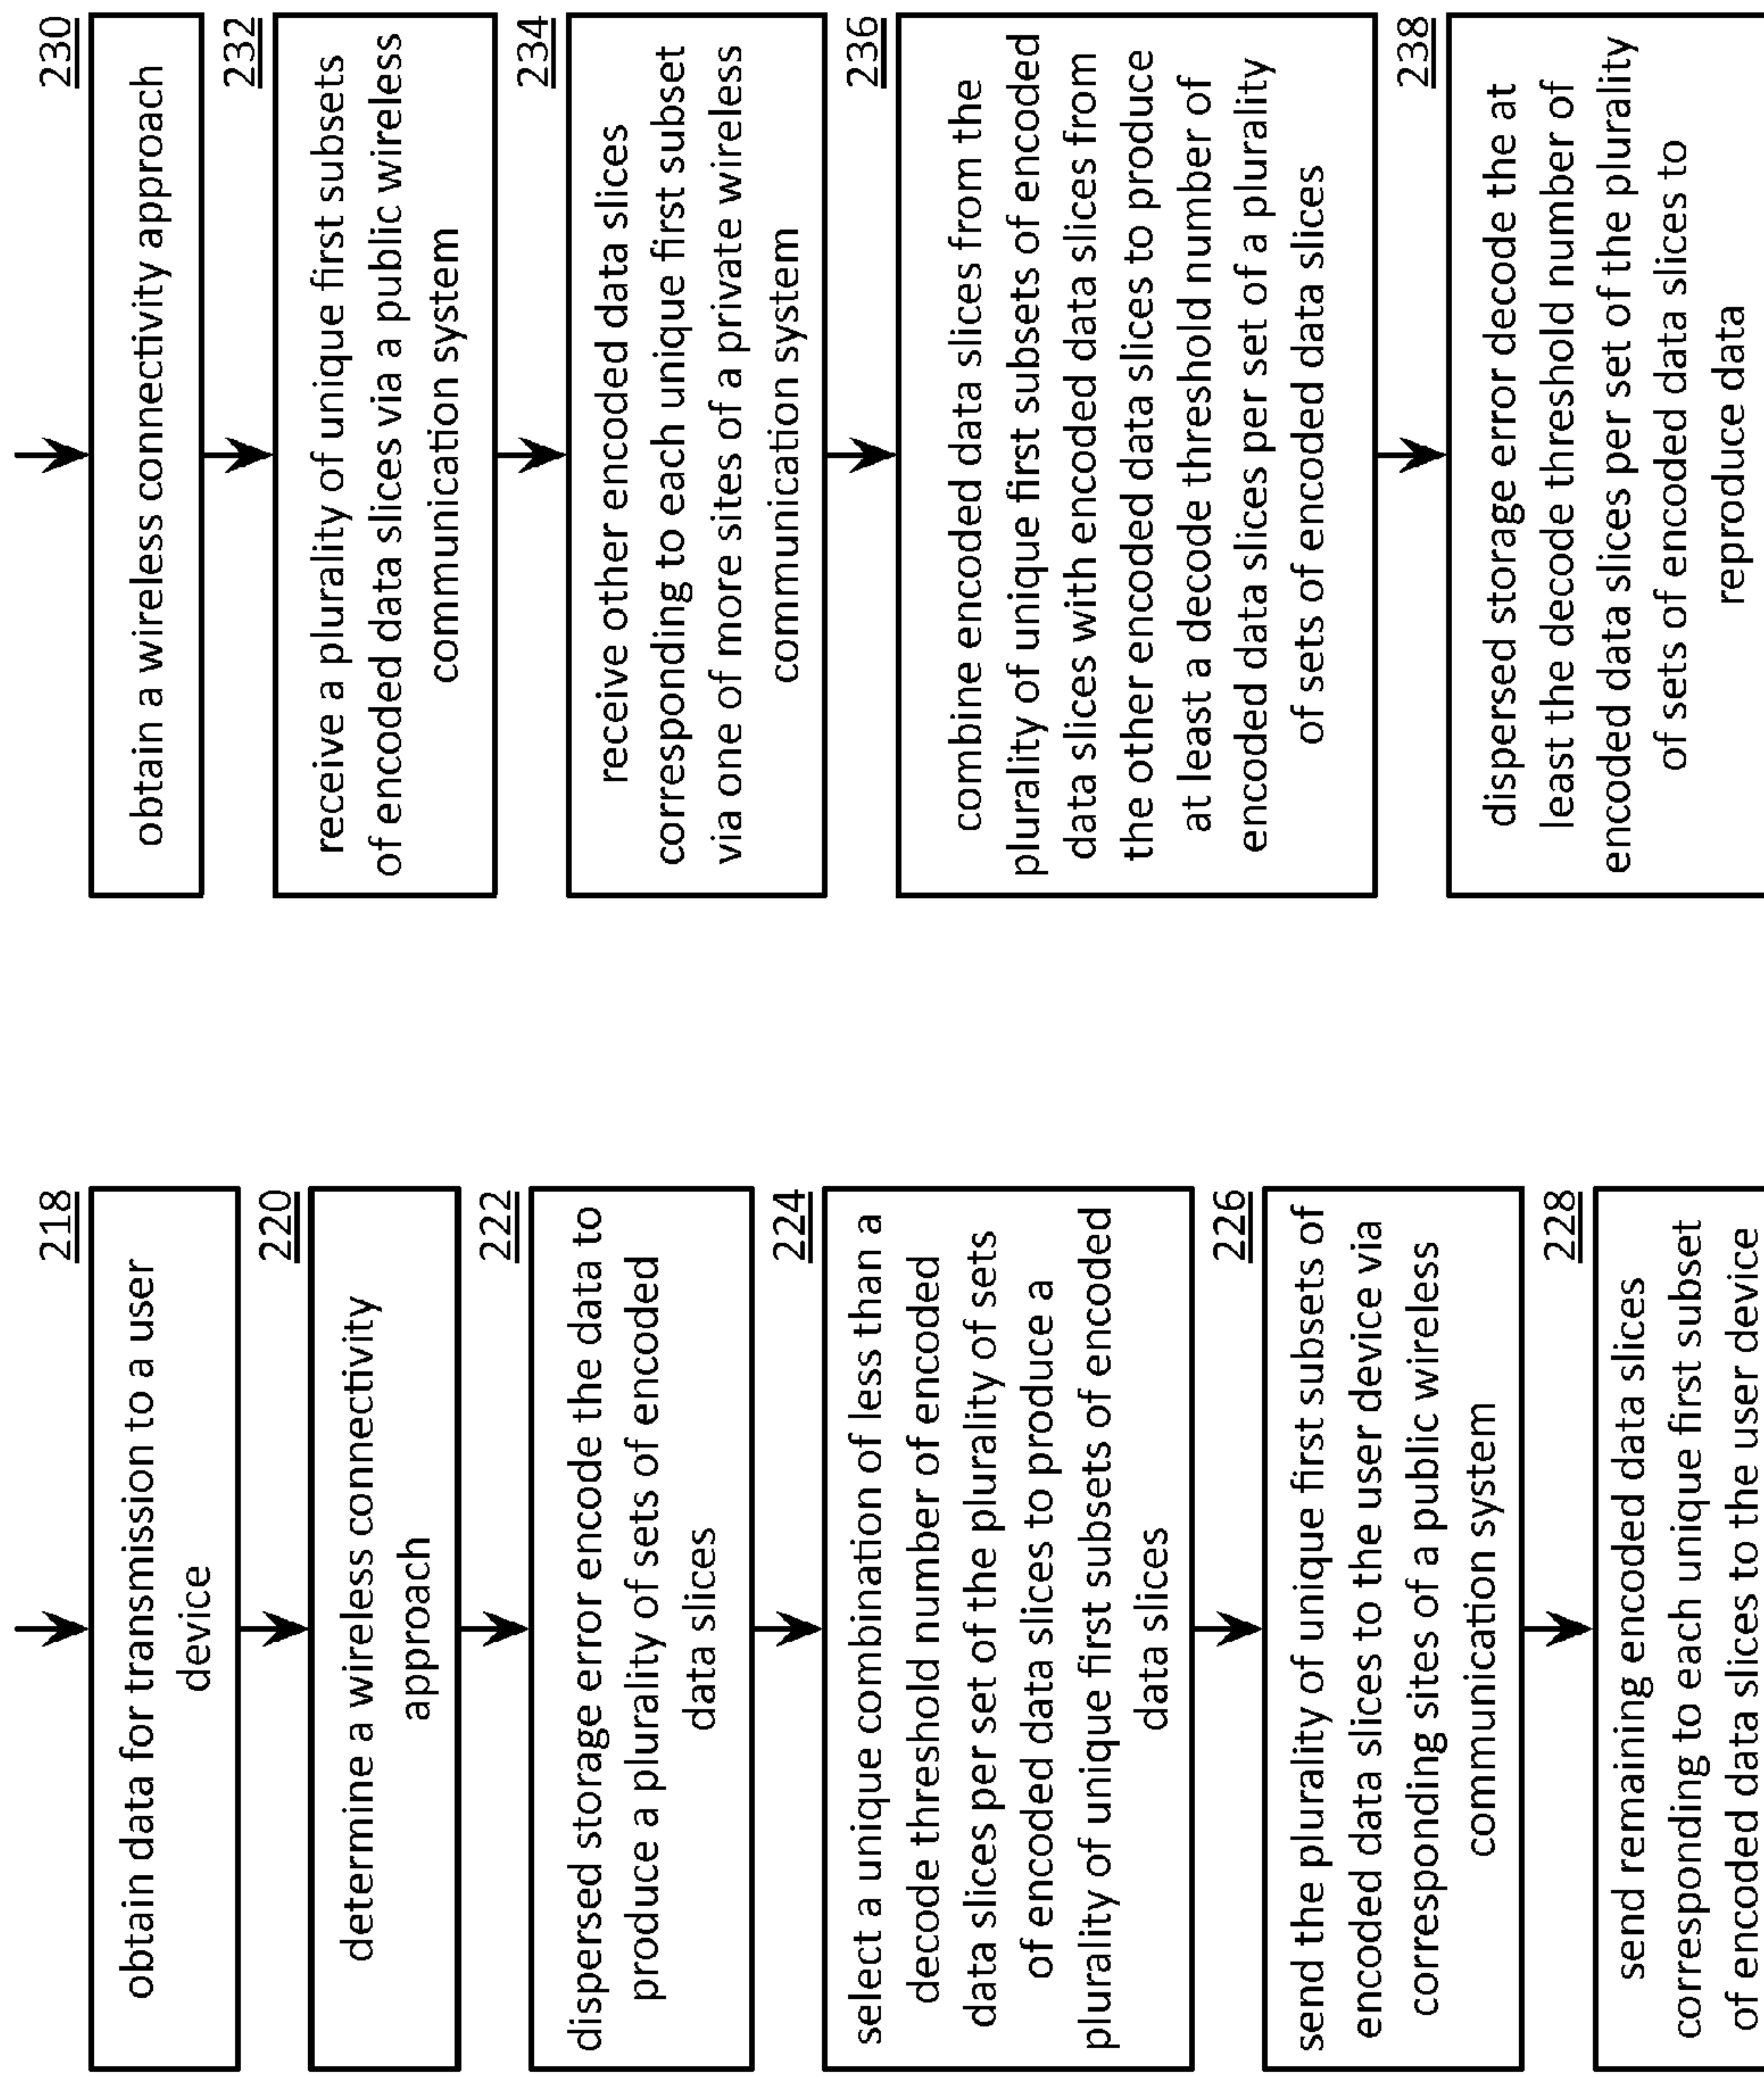 218
obtain data for transmission to a user
device
220
determine a wireless connectivity
approach
222
dispersed storage error encode the data to
produce a plurality of sets of encoded
data slices
224
select a unique combination of less than a
decode threshold number of encoded
data slices per set of the plurality of sets
of encoded data slices to produce a
plurality of unique first subsets of encoded
data slices
226
send the plurality of unique first subsets of
encoded data slices to the user device via
corresponding sites of a public wireless
communication system
228
send remaining encoded data slices
corresponding to each unique first subset
of encoded data slices to the user device
230
obtain a wireless connectivity approach
232
receive a plurality of unique first subsets
of encoded data slices via a public wireless
communication system
234
receive other encoded data slices
corresponding to each unique first subset
via one of more sites of a private wireless
communication system
236
combine encoded data slices from the
plurality of unique first subsets of encoded
data slices with encoded data slices from
the other encoded data slices to produce
at least a decode threshold number of
encoded data slices per set of a plurality
of sets of encoded data slices
238
dispersed storage error decode the at
least the decode threshold number of
encoded data slices per set of the plurality
of sets of encoded data slices to
reproduce data